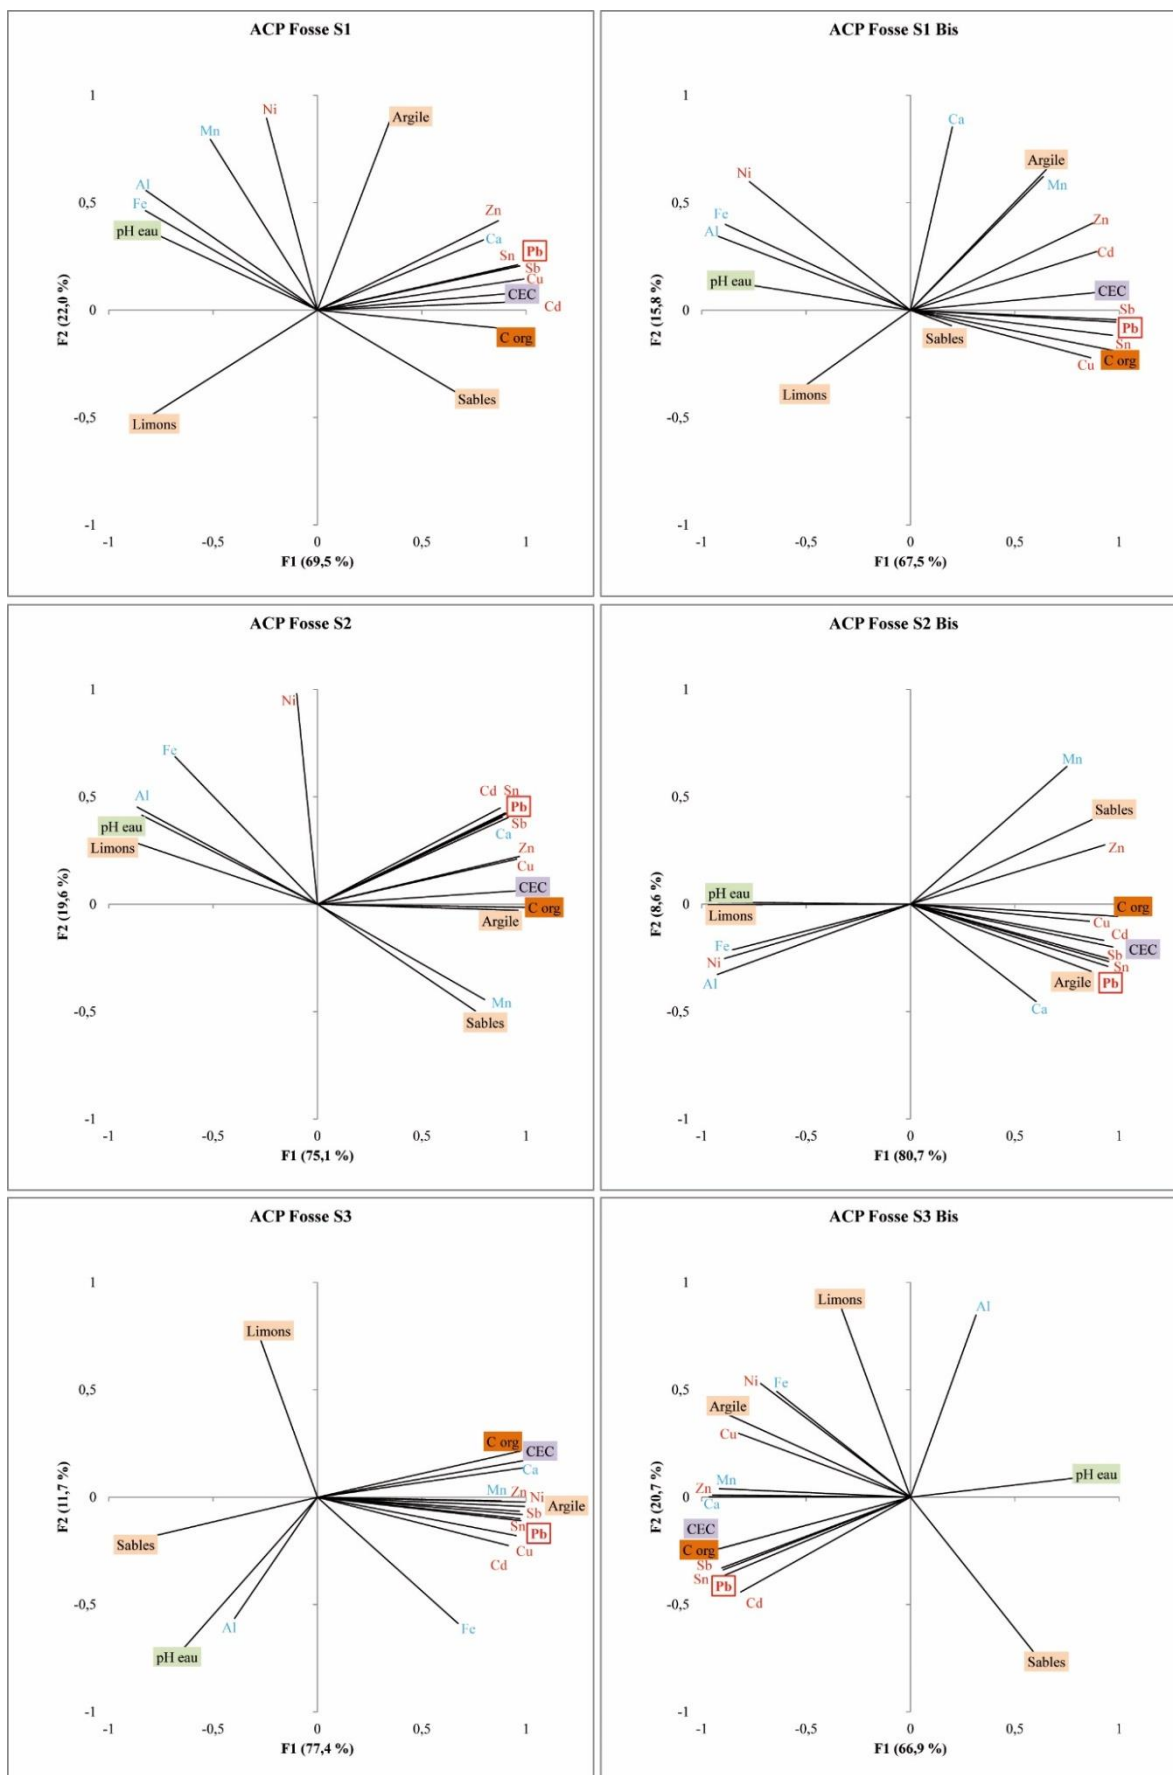 ACP Fosse S1
1
Ni
Argile
Mn
Al
0,5
Fe
Zn
pH eau
Ca
Pb
Sn
Sb
Cu
CEC
0
Cd
C org
Sables
Limons
-0,5
-1
-1
-0,5
0
0,5
1
F1 (69,5 %)
F2 (22,0 %)
ACP Fosse S1 Bis
1
Ca
Argile
Ni
Mn
0,5
Fe
Zn
Al
Cd
pH eau
CEC
0
Sb
Pb
Sables
Sn
C org
Cu
Limons
-0,5
-1
-1
-0,5
0
0,5
1
F1 (67,5 %)
F2 (15,8 %)
ACP Fosse S2
1
Ni
Fe
Cd
Sn
0,5
Al
Pb
pH eau
Sb
Ca
Limons
Zn
Cu
CEC
0
C org
Argile
Mn
-0,5
Sables
-1
-1
-0,5
0
0,5
1
F1 (75,1 %)
F2 (19,6 %)
ACP Fosse S2 Bis
1
Mn
0,5
Sables
Zn
pH eau
0
C org
Limons
Cu
Cd
Fe
CEC
Sb
Ni
Sn
Al
Argile
Pb
Ca
-0,5
-1
-1
-0,5
0
0,5
1
F1 (80,7 %)
F2 (8,6 %)
ACP Fosse S3
1
Limons
0,5
C org
CEC
Ca
Mn
Zn
Ni
0
Argile
Sb
Sn
Pb
Sables
Cu
Cd
-0,5
Al
Fe
pH eau
-1
-1
-0,5
0
0,5
1
F1 (77,4 %)
F2 (11,7 %)
ACP Fosse S3 Bis
1
Limons
Al
Ni
Fe
0,5
Argile
Cu
pH eau
Mn
Zn
0
Ca
CEC
C org
Sb
Sn
Pb
Cd
-0,5
Sables
-1
-1
-0,5
0
0,5
1
F1 (66,9 %)
F2 (20,7 %)